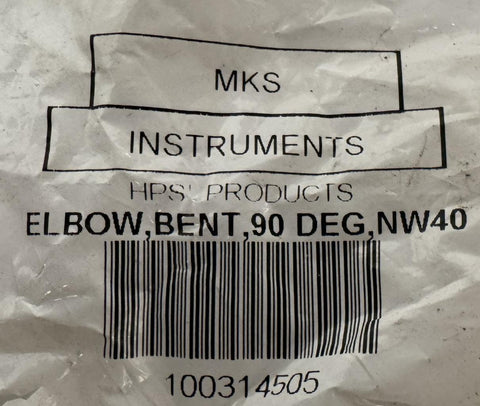 MKS
INSTRUMENTS
HPS PRODUCTS
ELBOW,BENT,90 DEG,NW40
100314505